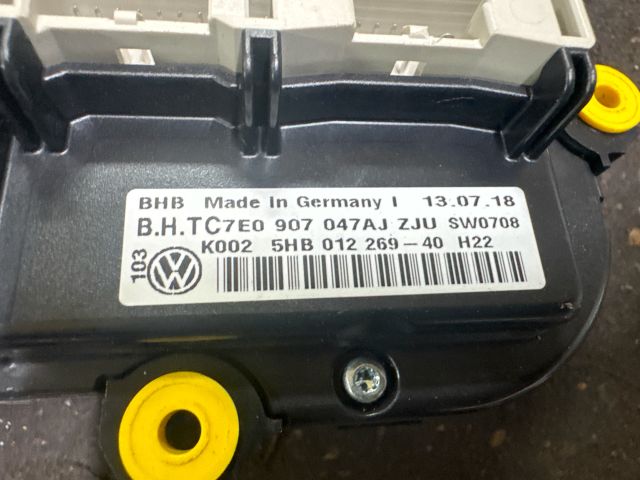 BHB Made In Germany I 13.07.18
B.H.TC7E0 907 047AJ ZJU SW0708
K002 5HB 012 269-40 H22
103